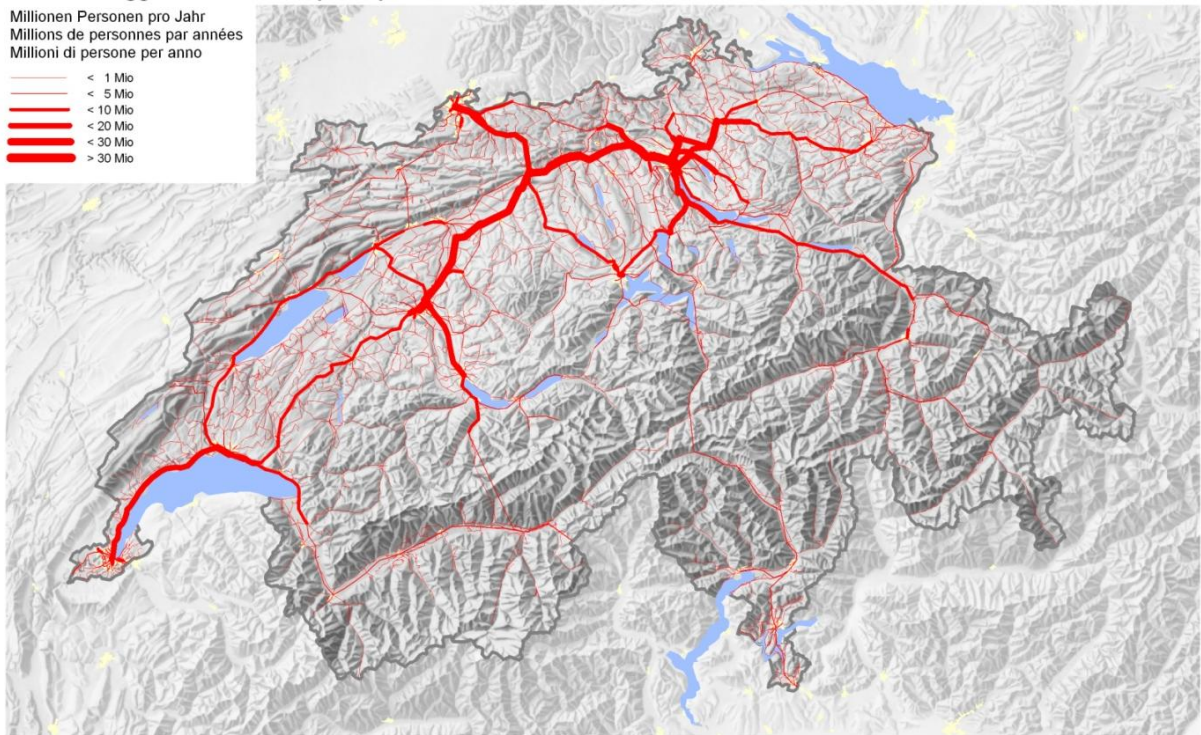 Millionen Personen pro Jahr
Millions de personnes par années
Millioni di persone per anno
< 1 Mio
< 5 Mio
< 10 Mio
< 20 Mio
< 30 Mio
> 30 Mio